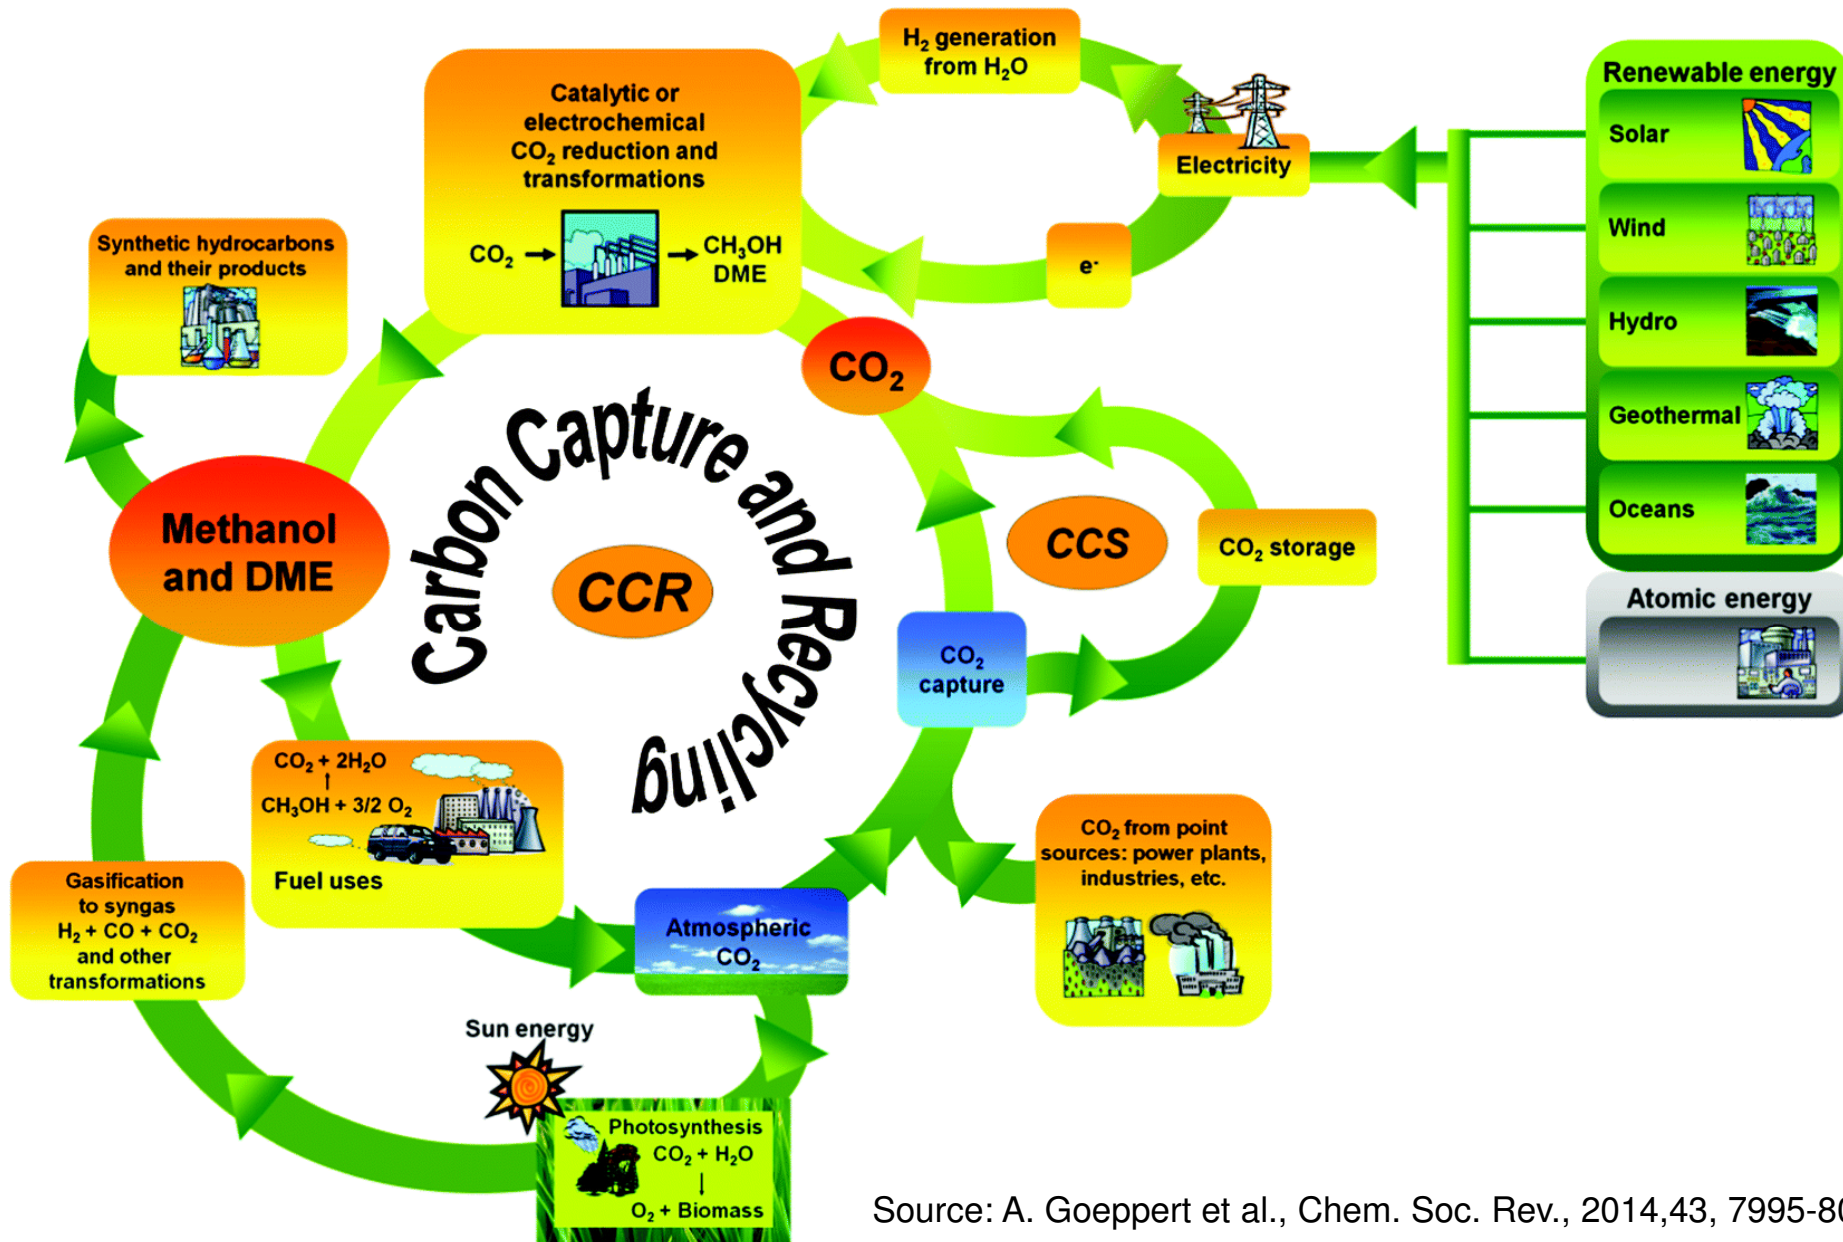 H₂ generation
from H₂O
Catalytic or
electrochemical
CO₂ reduction and
transformations
CO₂
CH₃OH
DME
Electricity
e⁻
Renewable energy
Solar
Wind
Hydro
Geothermal
Oceans
Atomic energy
Synthetic hydrocarbons
and their products
CO₂
Carbon Capture and Recycling
CCR
CCS
CO₂ storage
Methanol
and DME
CO₂
capture
CO₂ + 2H₂O
CH₃OH + 3/2 O₂
Fuel uses
CO₂ from point
sources: power plants,
industries, etc.
Gasification
to syngas
H₂ + CO + CO₂
and other
transformations
Atmospheric
CO₂
Sun energy
Photosynthesis
CO₂ + H₂O
O₂ + Biomass
Source: A. Goeppert et al., Chem. Soc. Rev., 2014,43, 7995-80